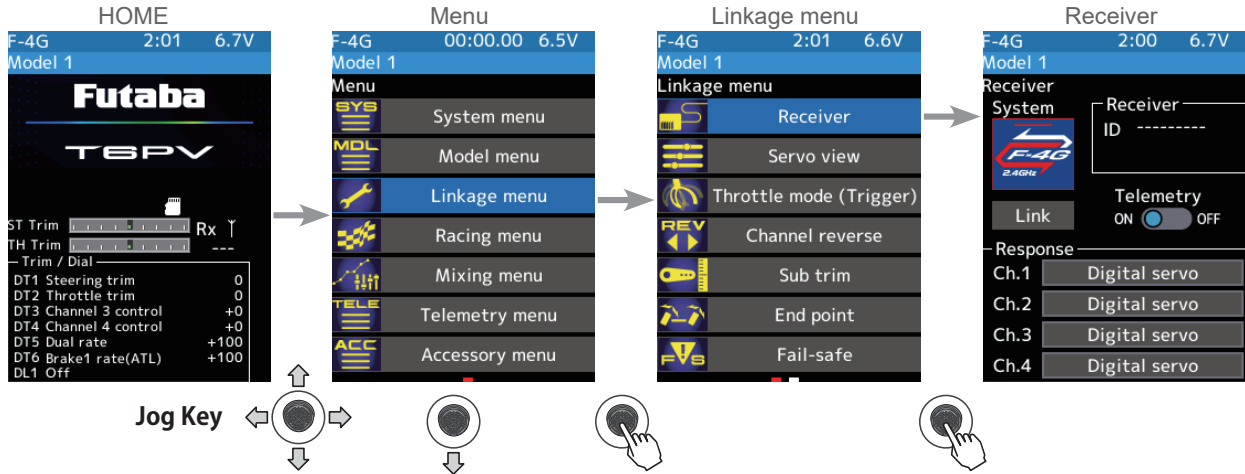 HOME
F-4G 2:01 6.7V
Model 1
Futaba
T6PV
ST Trim
Rx
TH Trim
---
Trim / Dial
DT1 Steering trim 0
DT2 Throttle trim 0
DT3 Channel 3 control +0
DT4 Channel 4 control +0
DT5 Dual rate +100
DT6 Brake1 rate(ATL) +100
DL1 Off
Menu
F-4G 00:00.00 6.5V
Model 1
Menu
SYS System menu
MDL Model menu
Linkage menu
Racing menu
Mixing menu
TELE Telemetry menu
ACC Accessory menu
Linkage menu
F-4G 2:01 6.6V
Model 1
Linkage menu
Receiver
Servo view
Throttle mode (Trigger)
REV Channel reverse
Sub trim
End point
F V S Fail-safe
Receiver
F-4G 2:00 6.7V
Model 1
Receiver
System
F-4G
2.4GHz
Link
Receiver
ID ---------
Telemetry
ON OFF
Response
Ch.1 Digital servo
Ch.2 Digital servo
Ch.3 Digital servo
Ch.4 Digital servo
Jog Key